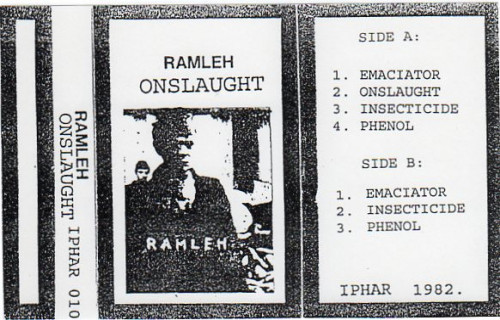 RAMLEH
ONSLAUGHT IPHAR 010
RAMLEH
ONSLAUGHT
RAMLEH
SIDE A:
1. EMACIATOR
2. ONSLAUGHT
3. INSECTICIDE
4. PHENOL
SIDE B:
1. EMACIATOR
2. INSECTICIDE
3. PHENOL
IPHAR 1982.